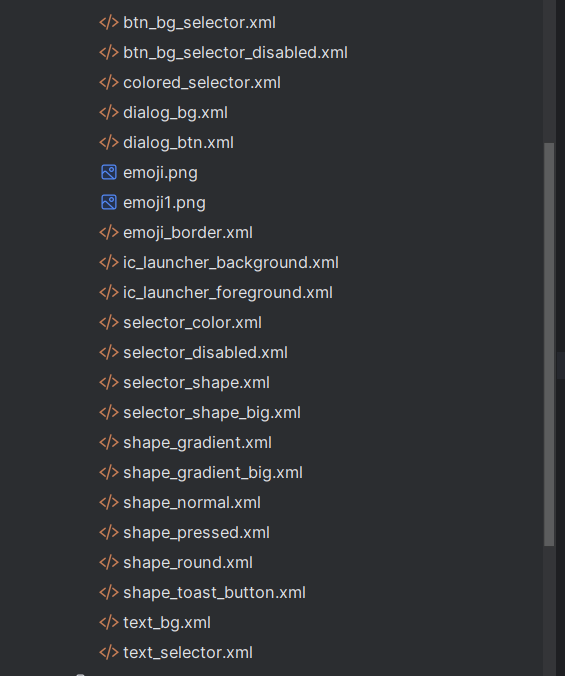 btn_bg_selector.xml
btn_bg_selector_disabled.xml
colored_selector.xml
dialog_bg.xml
dialog_btn.xml
emoji.png
emoji1.png
emoji_border.xml
ic_launcher_background.xml
ic_launcher_foreground.xml
selector_color.xml
selector_disabled.xml
selector_shape.xml
selector_shape_big.xml
shape_gradient.xml
shape_gradient_big.xml
shape_normal.xml
shape_pressed.xml
shape_round.xml
shape_toast_button.xml
text_bg.xml
text_selector.xml